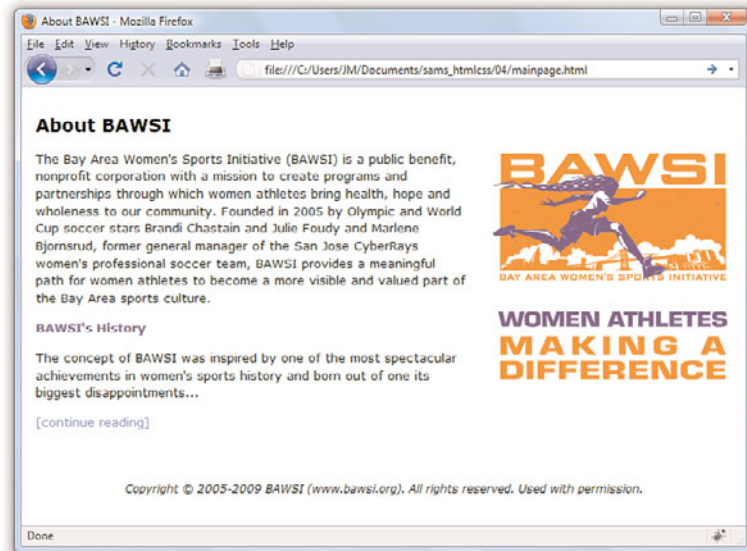 About BAWSI - Mozilla Firefox
File Edit View History Bookmarks Tools Help
file:///C:/Users/JM/Documents/sams_htmlcss/04/mainpage.html
About BAWSI
The Bay Area Women's Sports Initiative (BAWSI) is a public benefit,
nonprofit corporation with a mission to create programs and
partnerships through which women athletes bring health, hope and
wholeness to our community. Founded in 2005 by Olympic and World
Cup soccer stars Brandi Chastain and Julie Foudy and Marlene
Bjornsrud, former general manager of the San Jose CyberRays
women's professional soccer team, BAWSI provides a meaningful
path for women athletes to become a more visible and valued part of
the Bay Area sports culture.
BAWSI's History
The concept of BAWSI was inspired by one of the most spectacular
achievements in women's sports history and born out of one its
biggest disappointments...
[continue reading]
BAWSI
BAY AREA WOMEN'S SPORTS INITIATIVE
WOMEN ATHLETES
MAKING A
DIFFERENCE
Copyright © 2005-2009 BAWSI (www.bawsi.org). All rights reserved. Used with permission.
Done